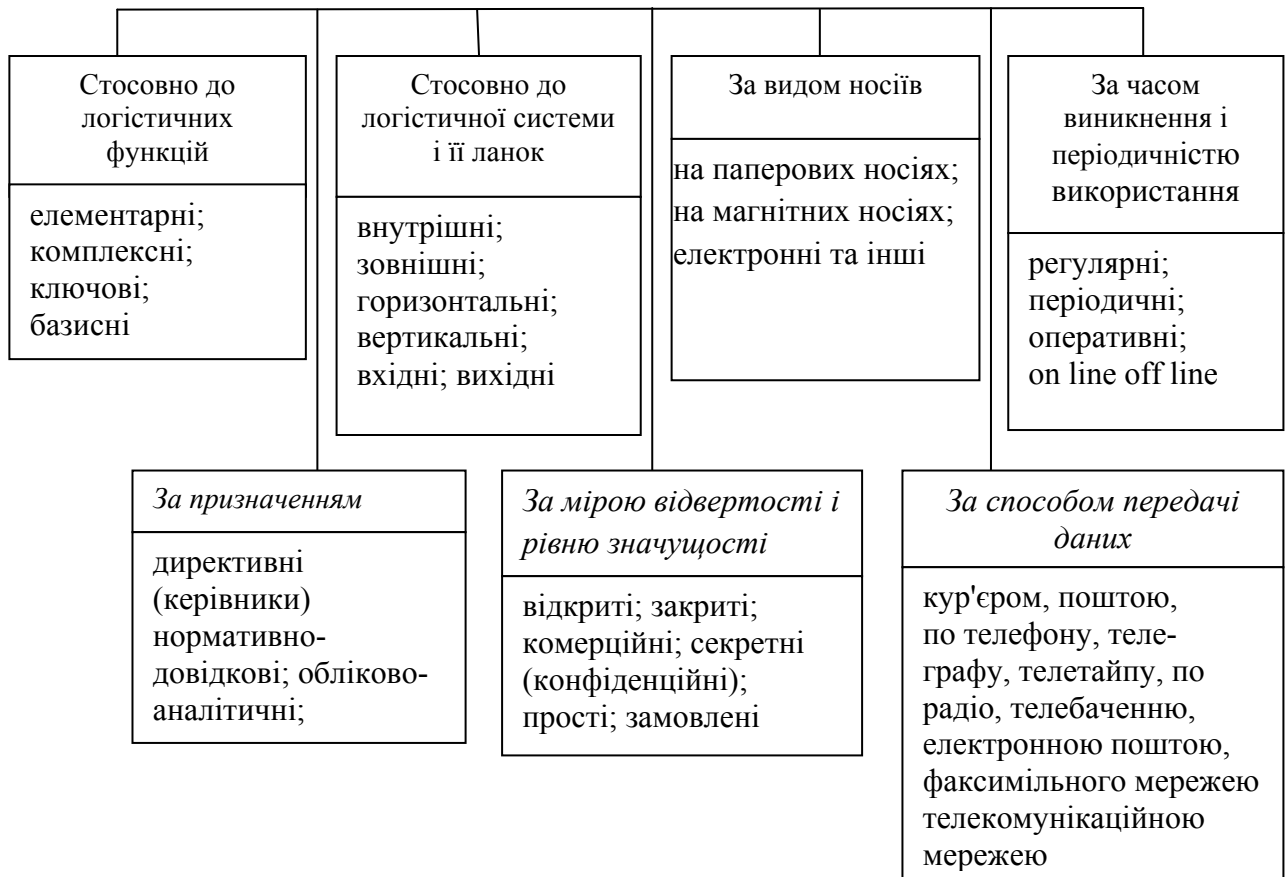 Стосовно до
логістичних
функцій
елементарні;
комплексні;
ключові;
базисні
Стосовно до
логістичної системи
і її ланок
внутрішні;
зовнішні;
горизонтальні;
вертикальні;
вхідні; вихідні
За видом носіїв
на паперових носіях;
на магнітних носіях;
електронні та інші
За часом
виникнення і
періодичністю
використання
регулярні;
періодичні;
оперативні;
on line off line
За призначенням
директивні
(керівники)
нормативно-
довідкові; обліково-
аналітичні;
За мірою відвертості і
рівню значущості
відкриті; закриті;
комерційні; секретні
(конфіденційні);
прості; замовлені
За способом передачі
даних
кур'єром, поштою,
по телефону, теле-
графу, телетайпу, по
радіо, телебаченню,
електронною поштою,
факсимільного мережею
телекомунікаційною
мережею